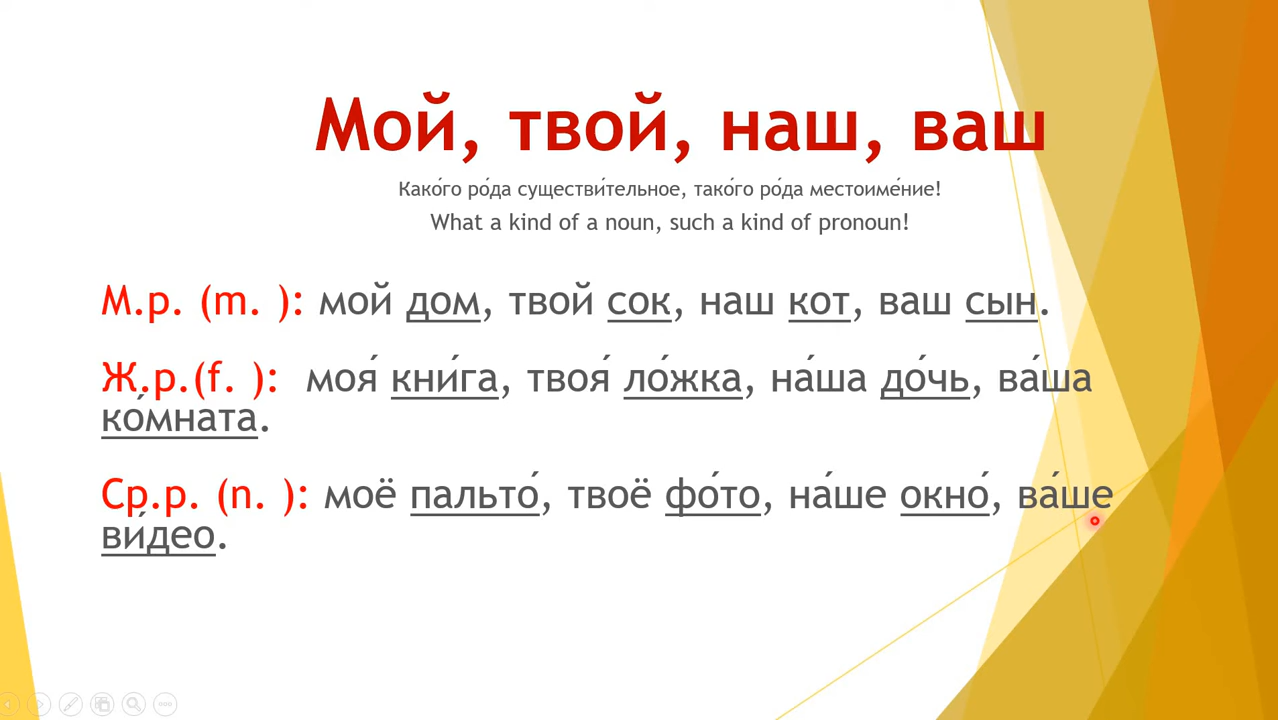 Мой, твой, наш, ваш
Како́го ро́да существи́тельное, тако́го ро́да местоиме́ние!
What a kind of a noun, such a kind of pronoun!
М.р. (m. ): мой дом, твой сок, наш кот, ваш сын.
Ж.р.(f. ): моя́ кни́га, твоя́ ло́жка, на́ша до́чь, ва́ша
ко́мната.
Ср.р. (n. ): моё пальто́, твоё фо́то, на́ше окно́, ва́ше
ви́део.